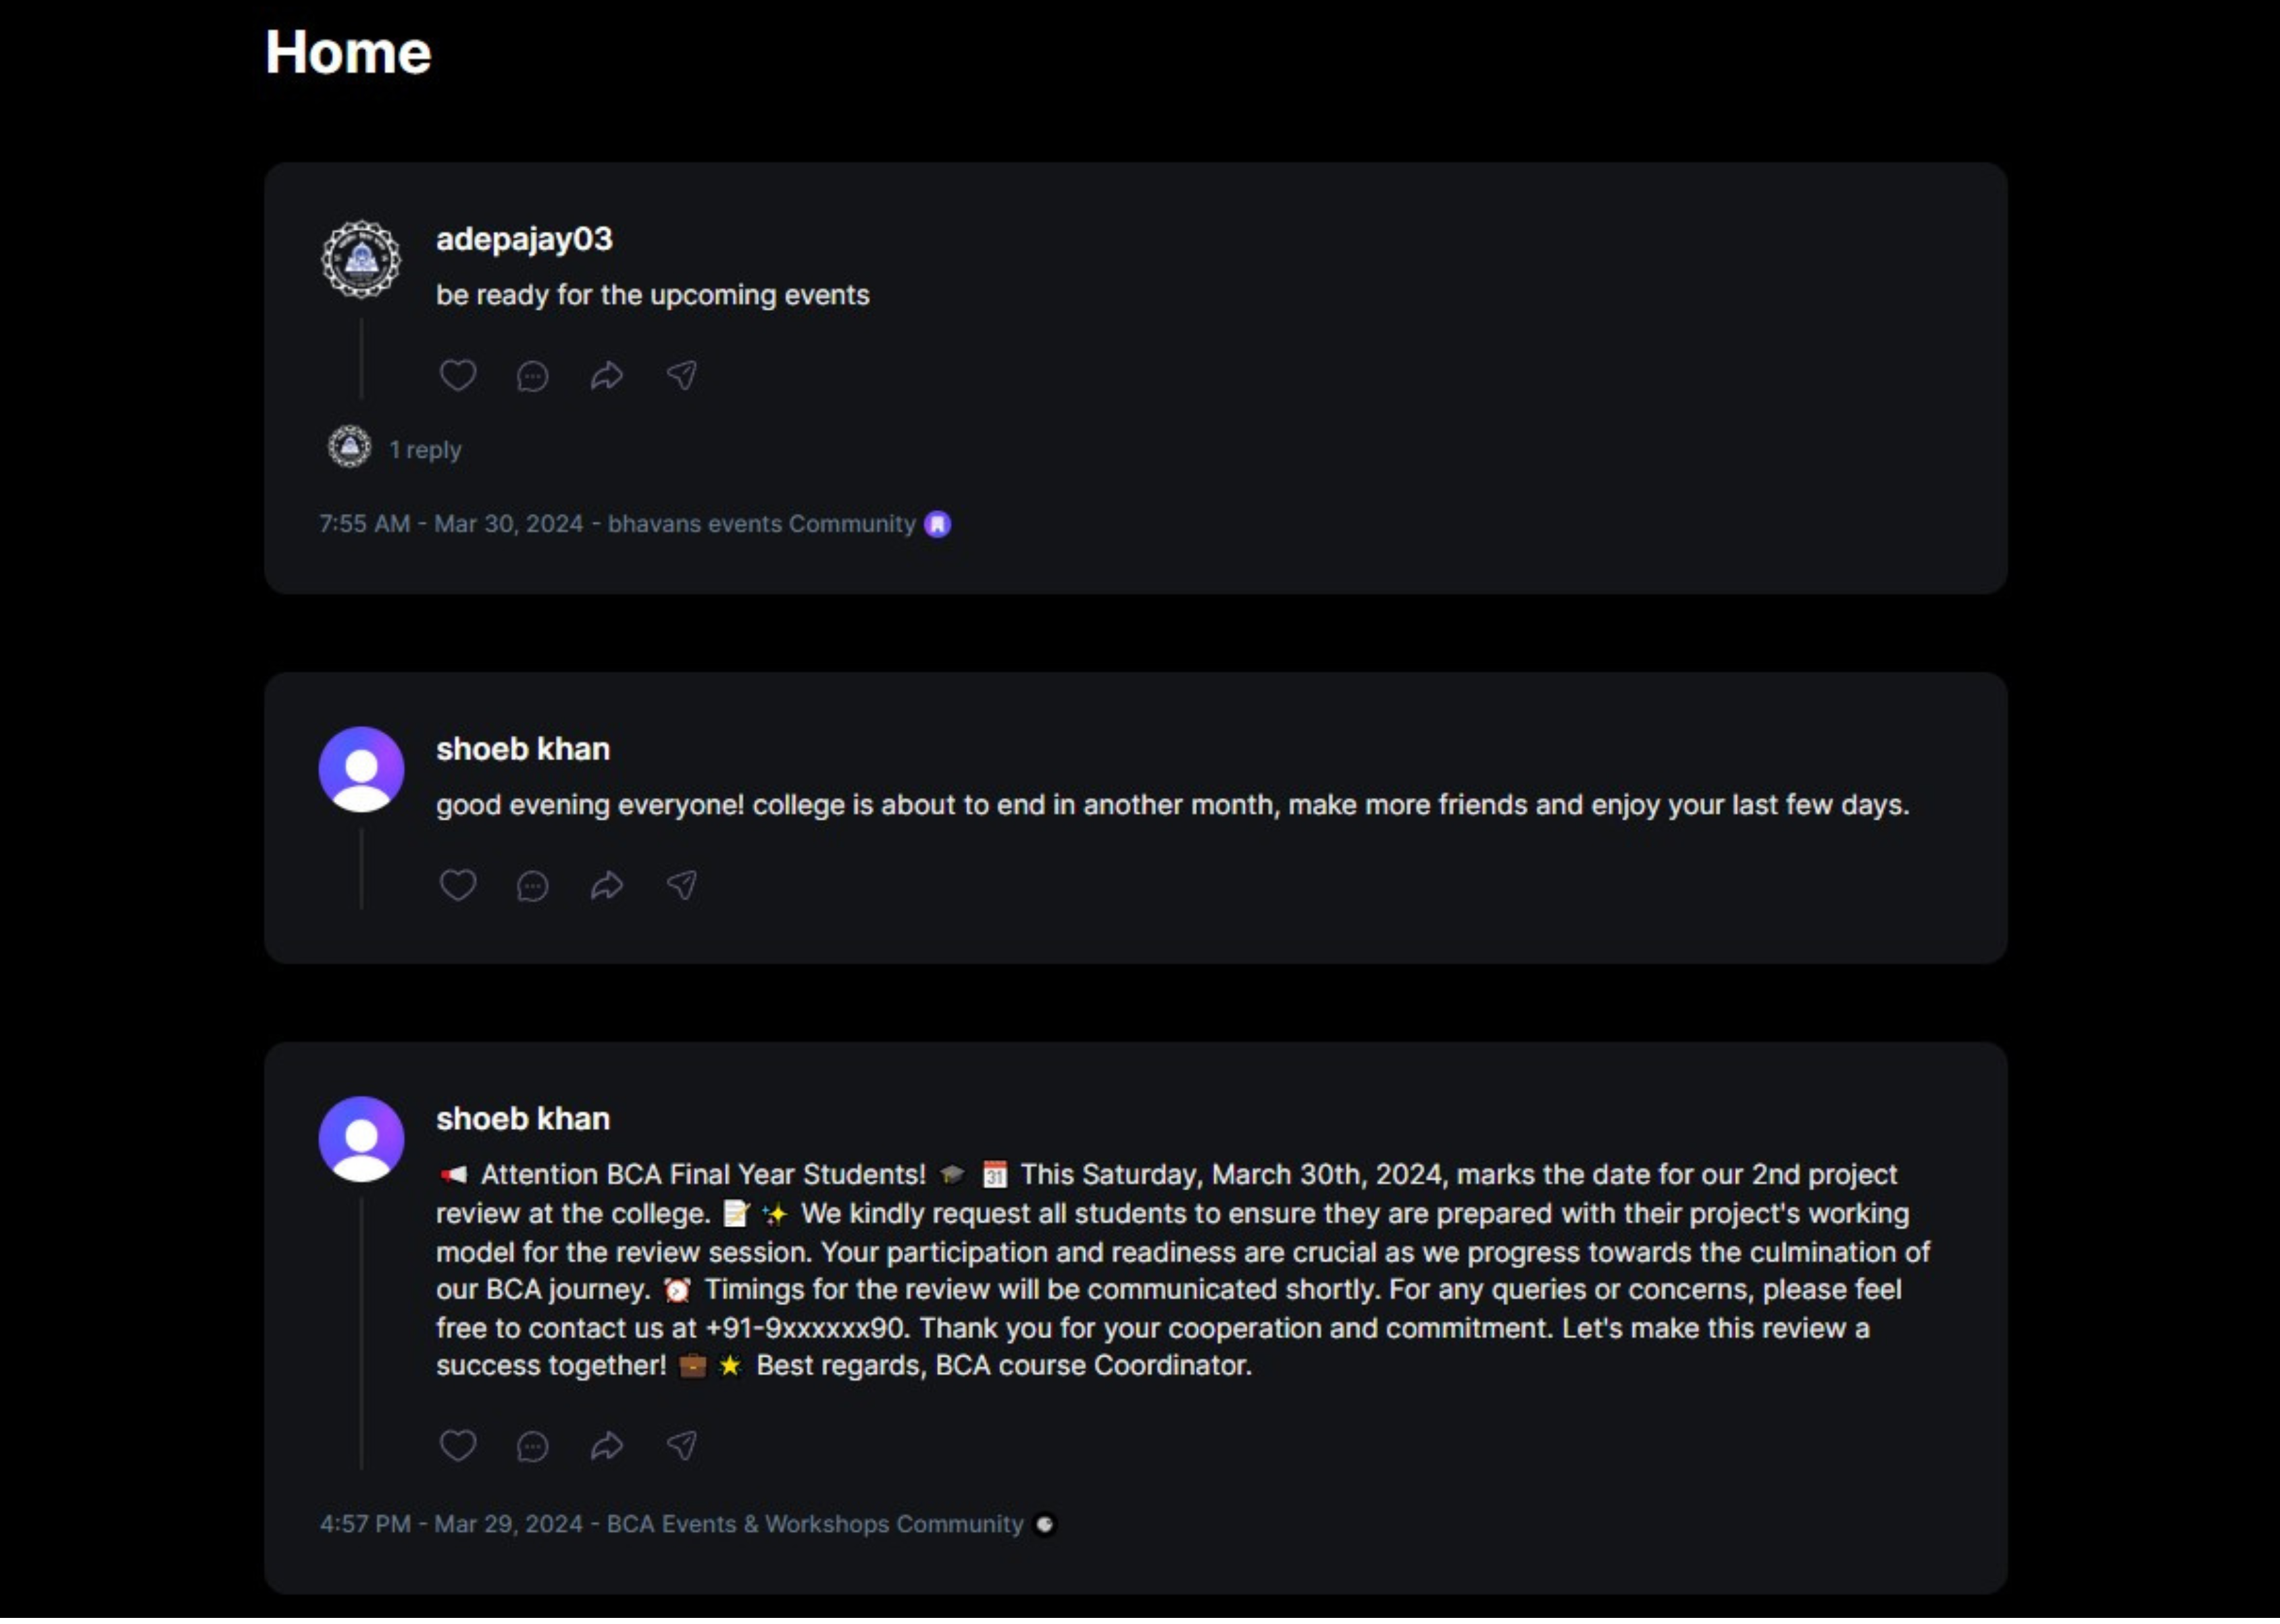 Home
adepajay03
be ready for the upcoming events
1 reply
7:55 AM - Mar 30, 2024 - bhavans events Community
shoeb khan
good evening everyone! college is about to end in another month, make more friends and enjoy your last few days.
shoeb khan
📢 Attention BCA Final Year Students! 🎓 📅 This Saturday, March 30th, 2024, marks the date for our 2nd project
review at the college. 📝 ✨ We kindly request all students to ensure they are prepared with their project's working
model for the review session. Your participation and readiness are crucial as we progress towards the culmination of
our BCA journey. ⏰ Timings for the review will be communicated shortly. For any queries or concerns, please feel
free to contact us at +91-9xxxxxx90. Thank you for your cooperation and commitment. Let's make this review a
success together! 💼 🌟 Best regards, BCA course Coordinator.
4:57 PM - Mar 29, 2024 - BCA Events & Workshops Community